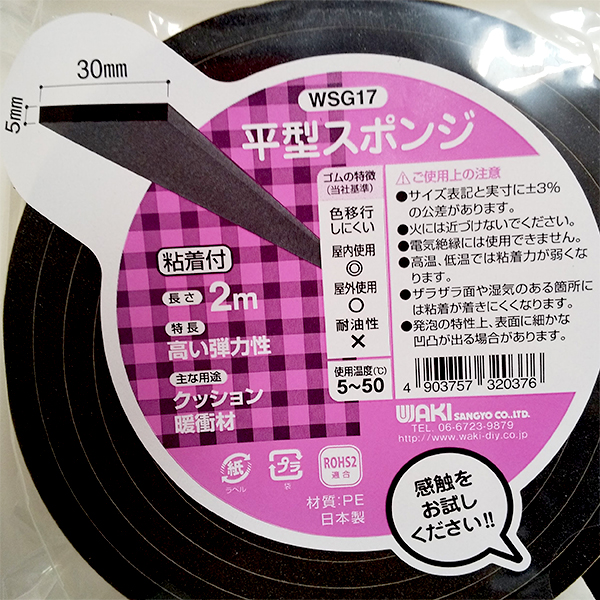 30mm
5mm
WSG17
平型スポンジ
粘着付
長さ 2m
特長
高い弾力性
主な用途
クッション
暖衝材
ゴムの特徴
(当社基準)
色移行
しにくい
屋内使用
◎
屋外使用
○
耐油性
×
使用温度(℃)
5~50
⚠ご使用上の注意
●サイズ表記と実寸に±3%
の公差があります。
●火には近づけないでください。
●電気絶縁には使用できません。
●高温、低温では粘着力が弱くな
ります。
●ザラザラ面や湿気のある箇所に
は粘着が着きにくくなります。
●発泡の特性上、表面に細かな
凹凸が出る場合があります。
4 903757 320376
WAKI SANGYO CO.,LTD.
TEL. 06-6723-9879
http://www.waki-diy.co.jp/
紙
ラベル
プラ
袋
ROHS2
適合
材質:PE
日本製
感触を
お試し
ください!!